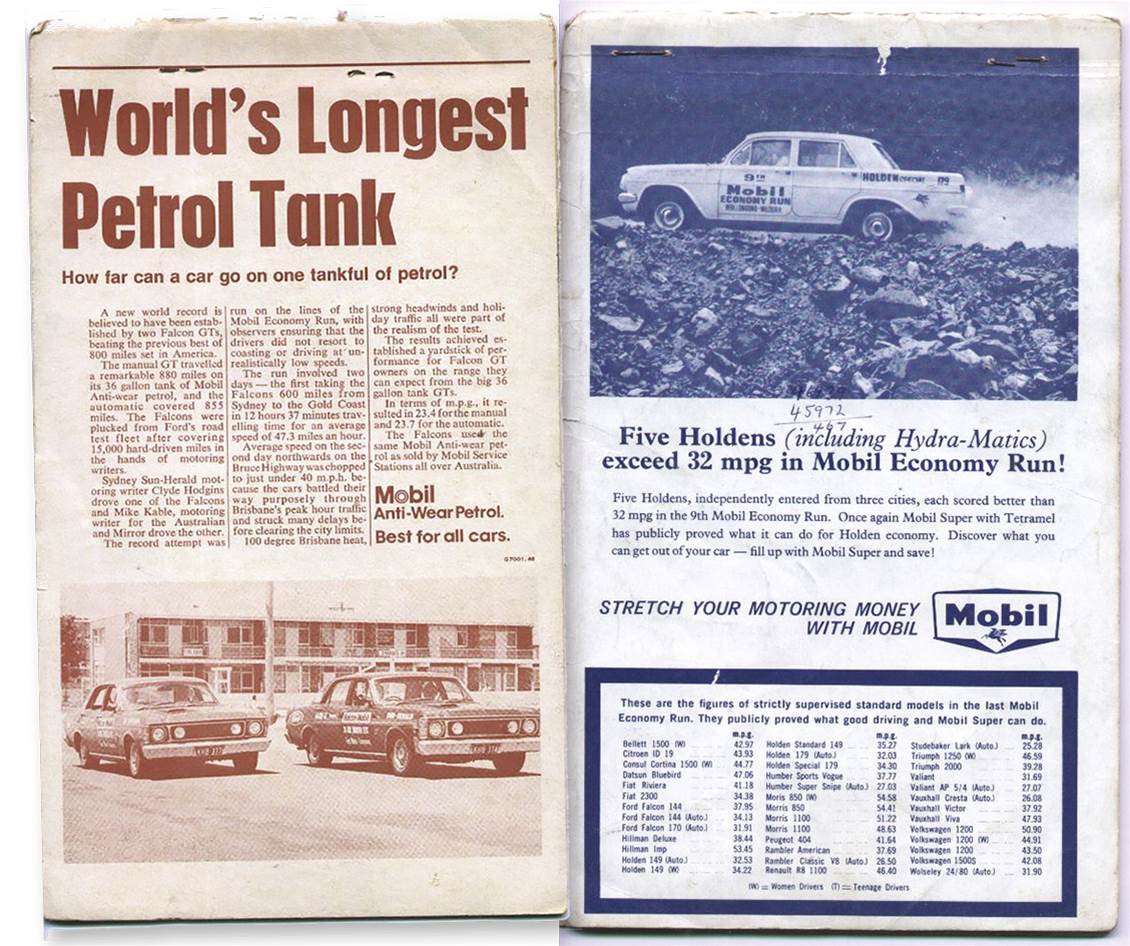 World's Longest
Petrol Tank
How far can a car go on one tankful of petrol?
A new world record is
believed to have been estab-
lished by two Falcon GTs,
beating the previous best of
800 miles set in America.
The manual GT travelled
a remarkable 880 miles on
its 36 gallon tank of Mobil
Anti-wear petrol, and the
automatic covered 855
miles. The Falcons were
plucked from Ford's road
test fleet after covering
15,000 hard-driven miles in
the hands of motoring
writers.
Sydney Sun-Herald mot-
oring writer Clyde Hodgins
drove one of the Falcons
and Mike Kable, motoring
writer for the Australian
and Mirror drove the other.
The record attempt was
run on the lines of the
Mobil Economy Run, with
observers ensuring that the
drivers did not resort to
coasting or driving at un-
realistically low speeds.
The run involved two
days — the first taking the
Falcons 600 miles from
Sydney to the Gold Coast
in 12 hours 37 minutes trav-
elling time for an average
speed of 47.3 miles an hour.
Average speed on the sec-
ond day northwards on the
Bruce Highway was chopped
to just under 40 m.p.h. be-
cause the cars battled their
way purposely through
Brisbane's peak hour traffic
and struck many delays be-
fore clearing the city limits.
100 degree Brisbane heat,
strong headwinds and holi-
day traffic all were part of
the realism of the test.
The results achieved es-
tablished a yardstick of per-
formance for Falcon GT
owners on the range they
can expect from the big 36
gallon tank GTs.
In terms of m.p.g., it re-
sulted in 23.4 for the manual
and 23.7 for the automatic.
The Falcons used the
same Mobil Anti-wear pet-
rol as sold by Mobil Service
Stations all over Australia.
Mobil
Anti-Wear Petrol.
Best for all cars.
G7001.48
9TH
Mobil
ECONOMY RUN
HOLDEN SPECIAL 179
45972
467
Five Holdens (including Hydra-Matics)
exceed 32 mpg in Mobil Economy Run!
Five Holdens, independently entered from three cities, each scored better than
32 mpg in the 9th Mobil Economy Run. Once again Mobil Super with Tetramel
has publicly proved what it can do for Holden economy. Discover what you
can get out of your car — fill up with Mobil Super and save!
STRETCH YOUR MOTORING MONEY
WITH MOBIL
Mobil
These are the figures of strictly supervised standard models in the last Mobil
Economy Run. They publicly proved what good driving and Mobil Super can do.
m.p.g.
Bellett 1500 (W) 42.97
Citroen ID 19 43.93
Consul Cortina 1500 (W) 44.77
Datsun Bluebird 47.06
Fiat Riviera 41.18
Fiat 2300 34.38
Ford Falcon 144 37.95
Ford Falcon 144 (Auto.) 34.13
Ford Falcon 170 (Auto.) 31.91
Hillman Deluxe 38.44
Hillman Imp 53.45
Holden 149 (Auto.) 32.53
Holden 149 (W) 34.22
m.p.g.
Holden Standard 149 35.27
Holden 179 (Auto.) 32.03
Holden Special 179 34.30
Humber Sports Vogue 37.77
Humber Super Snipe (Auto.) 27.03
Moris 850 (W) 54.58
Morris 850 54.41
Morris 1100 51.22
Morris 1100 48.63
Peugeot 404 41.64
Rambler American 37.69
Rambler Classic V8 (Auto.) 26.50
Renault R8 1100 46.40
m.p.g.
Studebaker Lark (Auto.) 25.28
Triumph 1250 (W) 46.59
Triumph 2000 39.28
Valiant 31.69
Valiant AP 5/4 (Auto.) 27.07
Vauxhall Cresta (Auto.) 26.08
Vauxhall Victor 37.92
Vauxhall Viva 47.93
Volkswagen 1200 50.90
Volkswagen 1200 (W) 44.91
Volkswagen 1200 43.50
Volkswagen 1500S 42.08
Wolseley 24/80 (Auto.) 31.90
(W) = Women Drivers (T) = Teenage Drivers